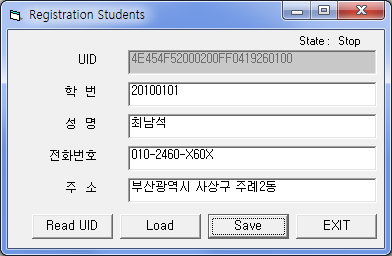 Registration Students
State : Stop
UID 4E454F52000200FF0419260100
학 번 20100101
성 명 최남석
전화번호 010-2460-X60X
주 소 부산광역시 사상구 주례2동
Read UID Load Save EXIT